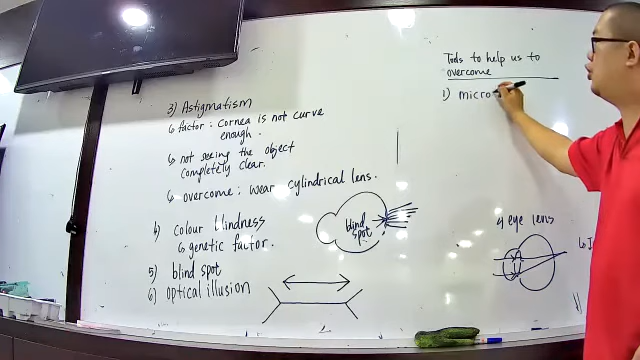 3) Astigmatism
factor : Cornea is not curve
enough.
not seeing the object
completely clear.
overcome : wear cylindrical lens.
4) colour blindness
genetic factor.
5) blind spot
6) optical illusion
blind
spot
Tools to help us to
overcome
1) micro
eye lens